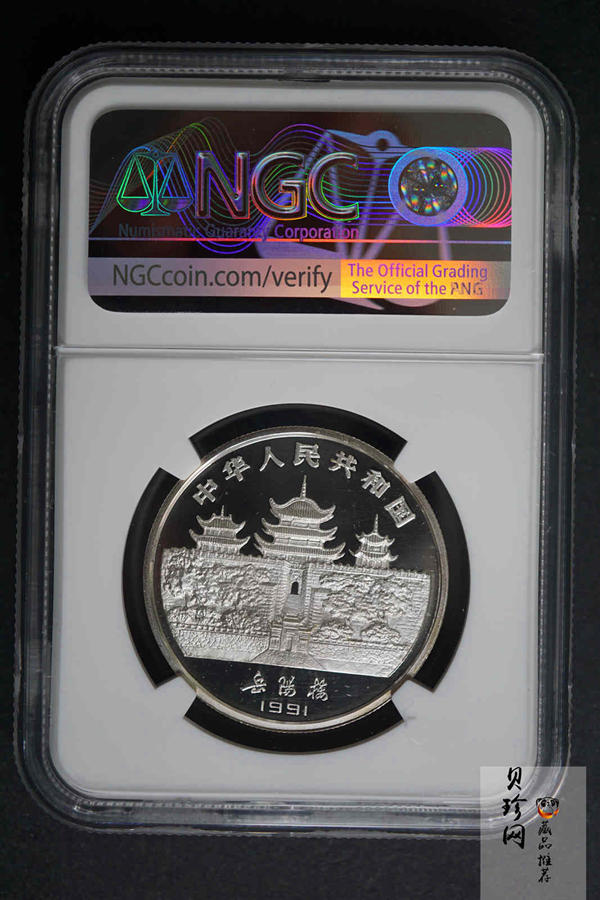 NGC
Numismatic Guaranty Corporation
NGCcoin.com/verify
The Official Grading
Service of the PNG
中华人民共和国
岳阳楼
1991
贝珍网
藏品推荐